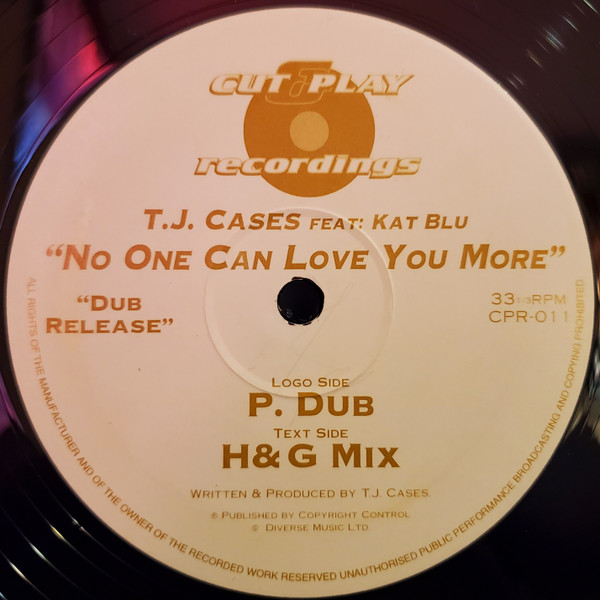 CUT & PLAY
recordings
T.J. CASES FEAT: KAT BLU
"NO ONE CAN LOVE YOU MORE"
"DUB
RELEASE"
33 1/3 RPM
CPR-011
LOGO SIDE
P. DUB
TEXT SIDE
H&G MIX
WRITTEN & PRODUCED BY T.J. CASES.
℗ PUBLISHED BY COPYRIGHT CONTROL
© DIVERSE MUSIC LTD.
ALL RIGHTS OF THE MANUFACTURER AND OF THE OWNER OF THE RECORDED WORK RESERVED UNAUTHORISED PUBLIC PERFORMANCE BROADCASTING AND COPYING PROHIBITED